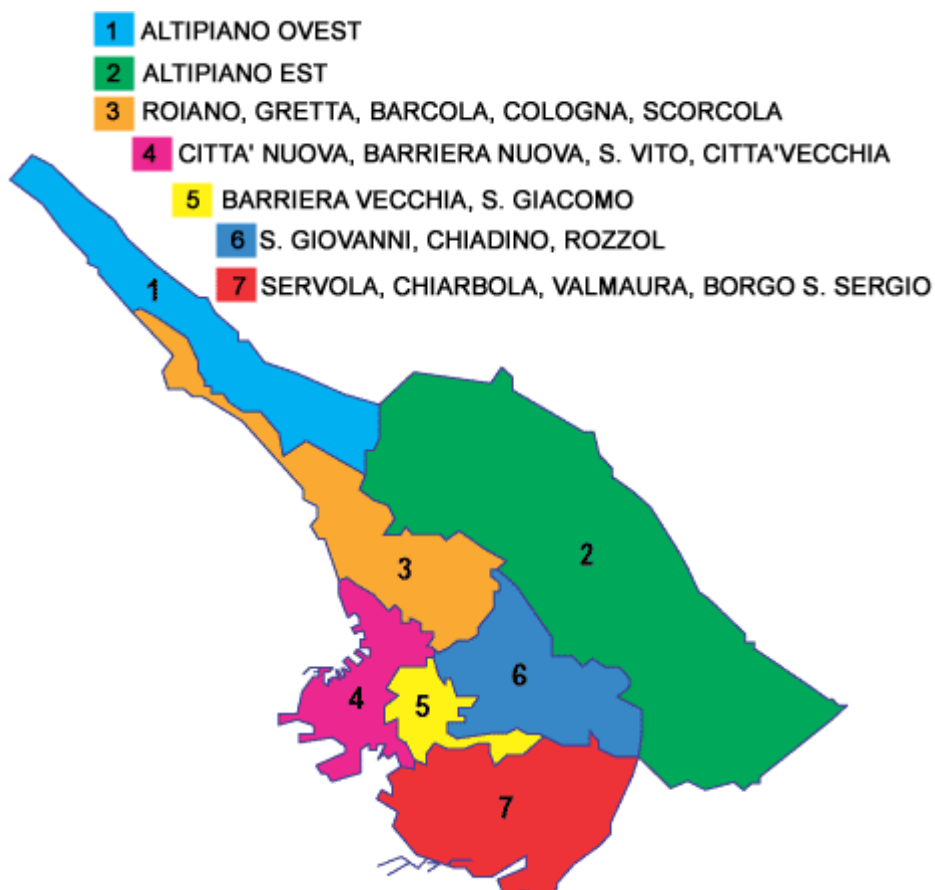 1 ALTIPIANO OVEST
2 ALTIPIANO EST
3 ROIANO, GRETTA, BARCOLA, COLOGNA, SCORCOLA
4 CITTA' NUOVA, BARRIERA NUOVA, S. VITO, CITTA'VECCHIA
5 BARRIERA VECCHIA, S. GIACOMO
6 S. GIOVANNI, CHIADINO, ROZZOL
7 SERVOLA, CHIARBOLA, VALMAURA, BORGO S. SERGIO
1
2
3
6
4
5
7